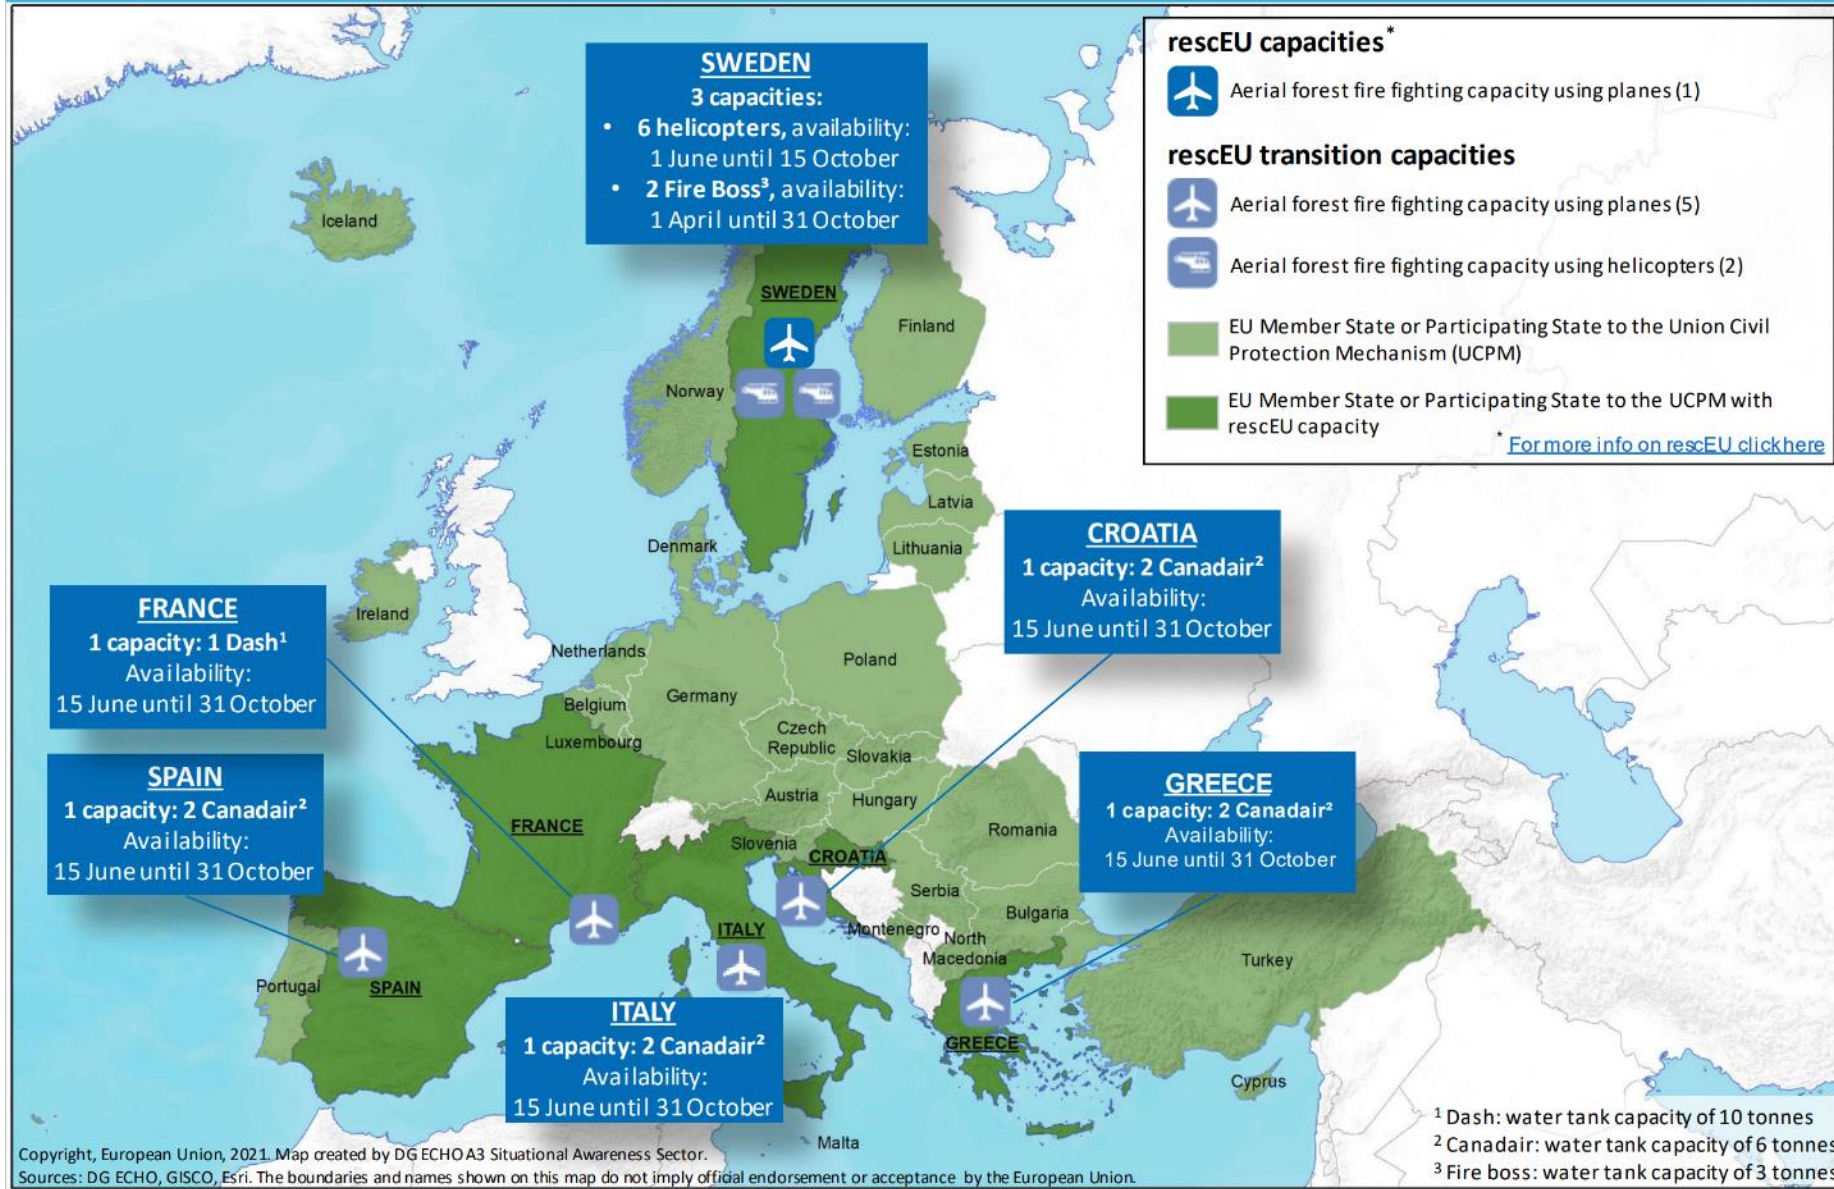 SWEDEN
3 capacities:
• 6 helicopters, availability:
1 June until 15 October
• 2 Fire Boss³, availability:
1 April until 31 October
rescEU capacities*
Aerial forest fire fighting capacity using planes (1)
rescEU transition capacities
Aerial forest fire fighting capacity using planes (5)
Aerial forest fire fighting capacity using helicopters (2)
EU Member State or Participating State to the Union Civil
Protection Mechanism (UCPM)
EU Member State or Participating State to the UCPM with
rescEU capacity
* For more info on rescEU click here
Iceland
SWEDEN
Finland
Norway
Estonia
Latvia
Lithuania
Denmark
Ireland
Netherlands
Belgium
Luxembourg
Germany
Poland
Czech
Republic
Slovakia
Austria
Hungary
Romania
Slovenia
FRANCE
CROATIA
Serbia
Bulgaria
ITALY
Montenegro
North
Macedonia
Portugal
SPAIN
GREECE
Turkey
Cyprus
Malta
FRANCE
1 capacity: 1 Dash¹
Availability:
15 June until 31 October
SPAIN
1 capacity: 2 Canadair²
Availability:
15 June until 31 October
CROATIA
1 capacity: 2 Canadair²
Availability:
15 June until 31 October
GREECE
1 capacity: 2 Canadair²
Availability:
15 June until 31 October
ITALY
1 capacity: 2 Canadair²
Availability:
15 June until 31 October
¹ Dash: water tank capacity of 10 tonnes
² Canadair: water tank capacity of 6 tonnes
³ Fire boss: water tank capacity of 3 tonnes
Copyright, European Union, 2021. Map created by DG ECHO A3 Situational Awareness Sector.
Sources: DG ECHO, GISCO, Esri. The boundaries and names shown on this map do not imply official endorsement or acceptance by the European Union.